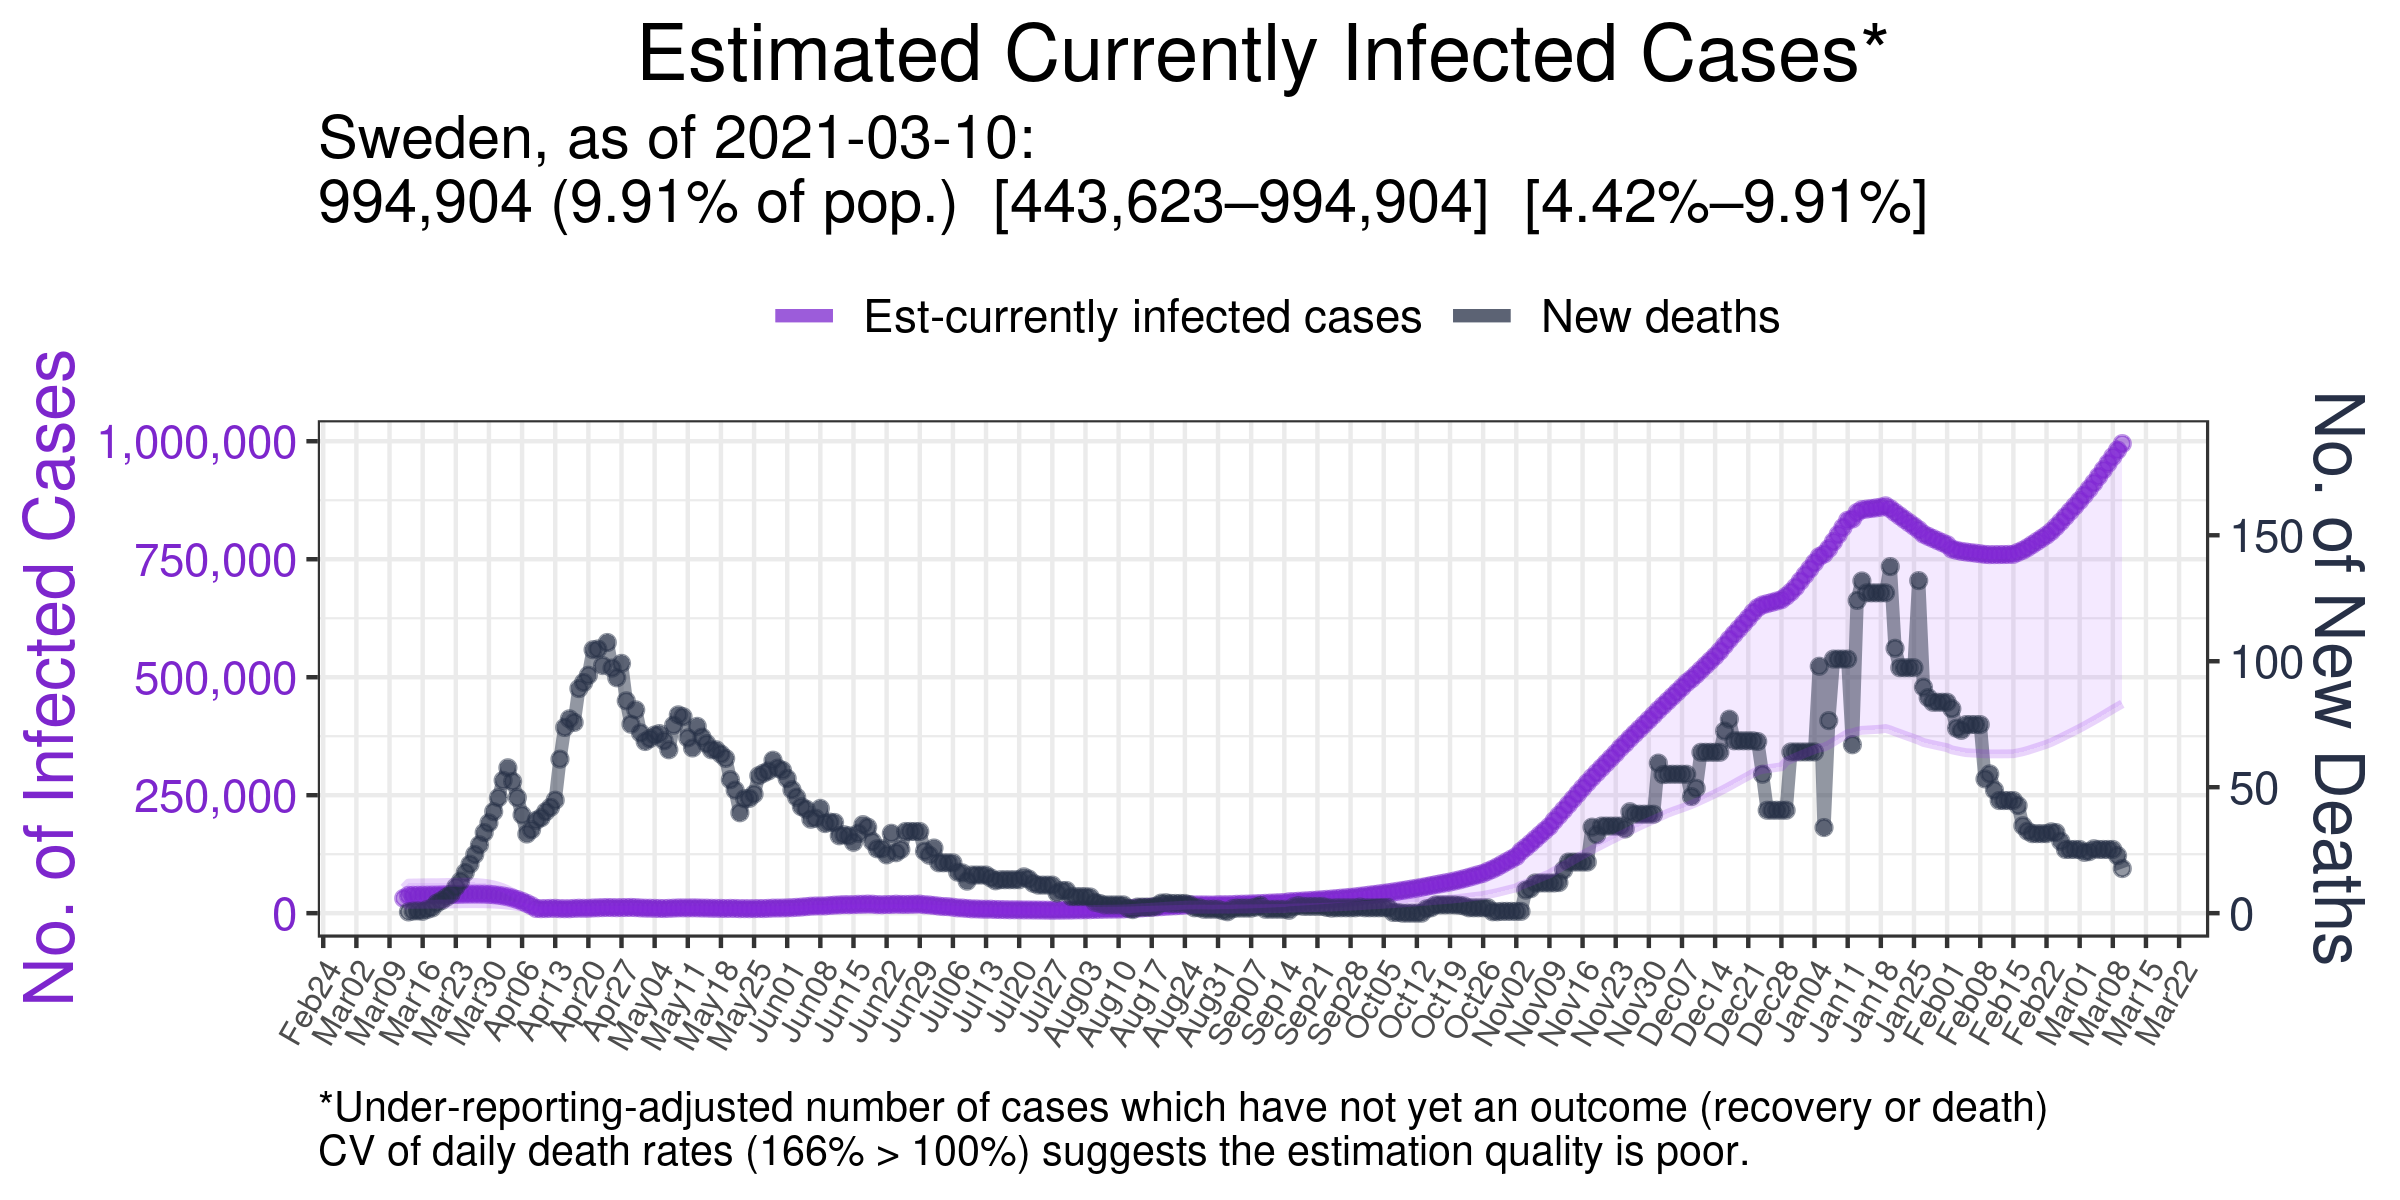 Estimated Currently Infected Cases*
Sweden, as of 2021-03-10:
994,904 (9.91% of pop.) [443,623–994,904] [4.42%–9.91%]
Est-currently infected cases New deaths
No. of Infected Cases
1,000,000
750,000
500,000
250,000
0
No. of New Deaths
150
100
50
0
Feb24 Mar02 Mar09 Mar16 Mar23 Mar30 Apr06 Apr13 Apr20 Apr27 May04 May11 May18 May25 Jun01 Jun08 Jun15 Jun22 Jun29 Jul06 Jul13 Jul20 Jul27 Aug03 Aug10 Aug17 Aug24 Aug31 Sep07 Sep14 Sep21 Sep28 Oct05 Oct12 Oct19 Oct26 Nov02 Nov09 Nov16 Nov23 Nov30 Dec07 Dec14 Dec21 Dec28 Jan04 Jan11 Jan18 Jan25 Feb01 Feb08 Feb15 Feb22 Mar01 Mar08 Mar15 Mar22
*Under-reporting-adjusted number of cases which have not yet an outcome (recovery or death)
CV of daily death rates (166% > 100%) suggests the estimation quality is poor.